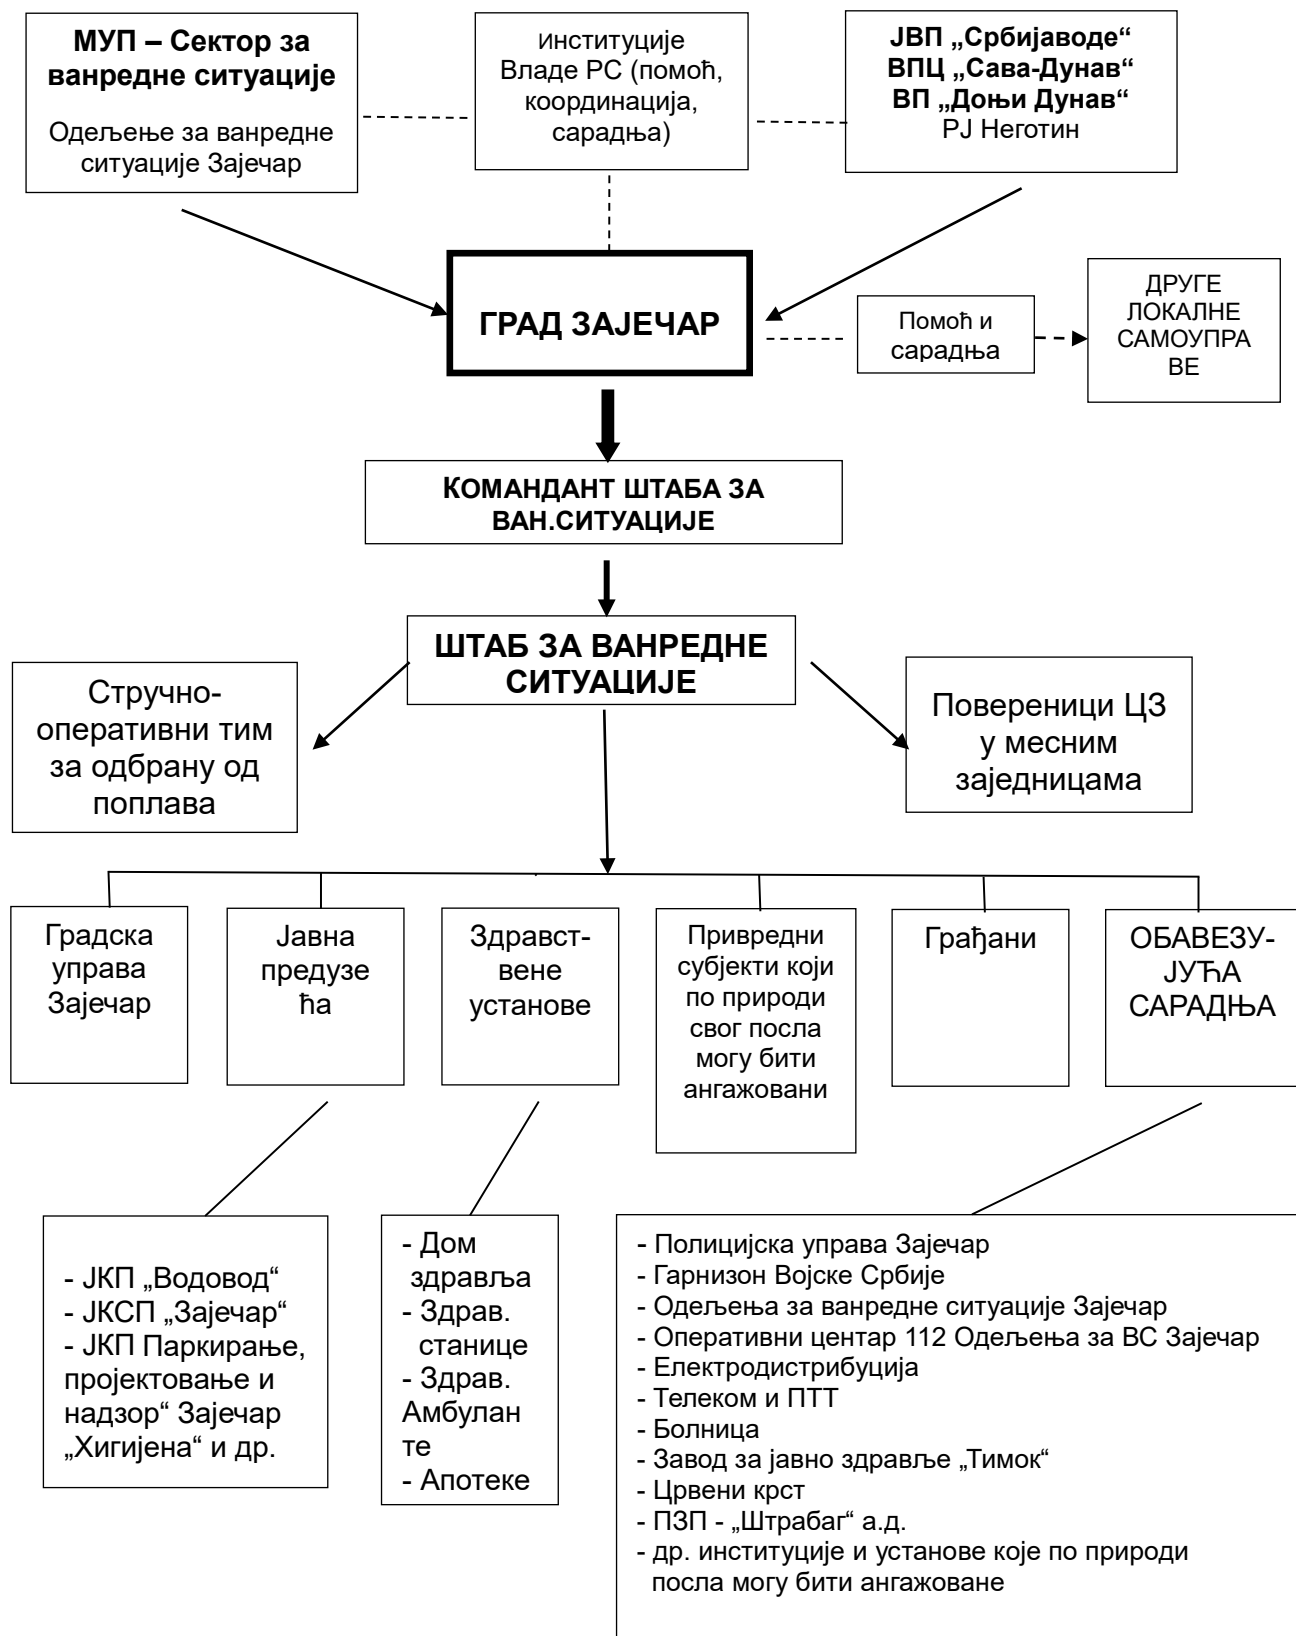 МУП – Сектор за
ванредне ситуације
Одељење за ванредне
ситуације Зајечар
Институције
Владе РС (помоћ,
координација,
сарадња)
ЈВП „Србијаводе“
ВПЦ „Сава-Дунав“
ВП „Доњи Дунав“
РЈ Неготин
ГРАД ЗАЈЕЧАР
Помоћ и
сарадња
ДРУГЕ
ЛОКАЛНЕ
САМОУПРА
ВЕ
КОМАНДАНТ ШТАБА ЗА
ВАН.СИТУАЦИЈЕ
ШТАБ ЗА ВАНРЕДНЕ
СИТУАЦИЈЕ
Стручно-
оперативни тим
за одбрану од
поплава
Повереници ЦЗ
у месним
заједницама
Градска
управа
Зајечар
Јавна
предузе
ћа
Здравст-
вене
установе
Привредни
субјекти који
по природи
свог посла
могу бити
ангажовани
Грађани
ОБАВЕЗУ-
ЈУЋА
САРАДЊА
- ЈКП „Водовод“
- ЈКСП „Зајечар“
- ЈКП Паркирање,
пројектовање и
надзор“ Зајечар
„Хигијена“ и др.
- Дом
здравља
- Здрав.
станице
- Здрав.
Амбулан
те
- Апотеке
- Полицијска управа Зајечар
- Гарнизон Војске Србије
- Одељења за ванредне ситуације Зајечар
- Оперативни центар 112 Одељења за ВС Зајечар
- Електродистрибуција
- Телеком и ПТТ
- Болница
- Завод за јавно здравље „Тимок“
- Црвени крст
- ПЗП - „Штрабаг“ а.д.
- др. институције и установе које по природи
посла могу бити ангажоване